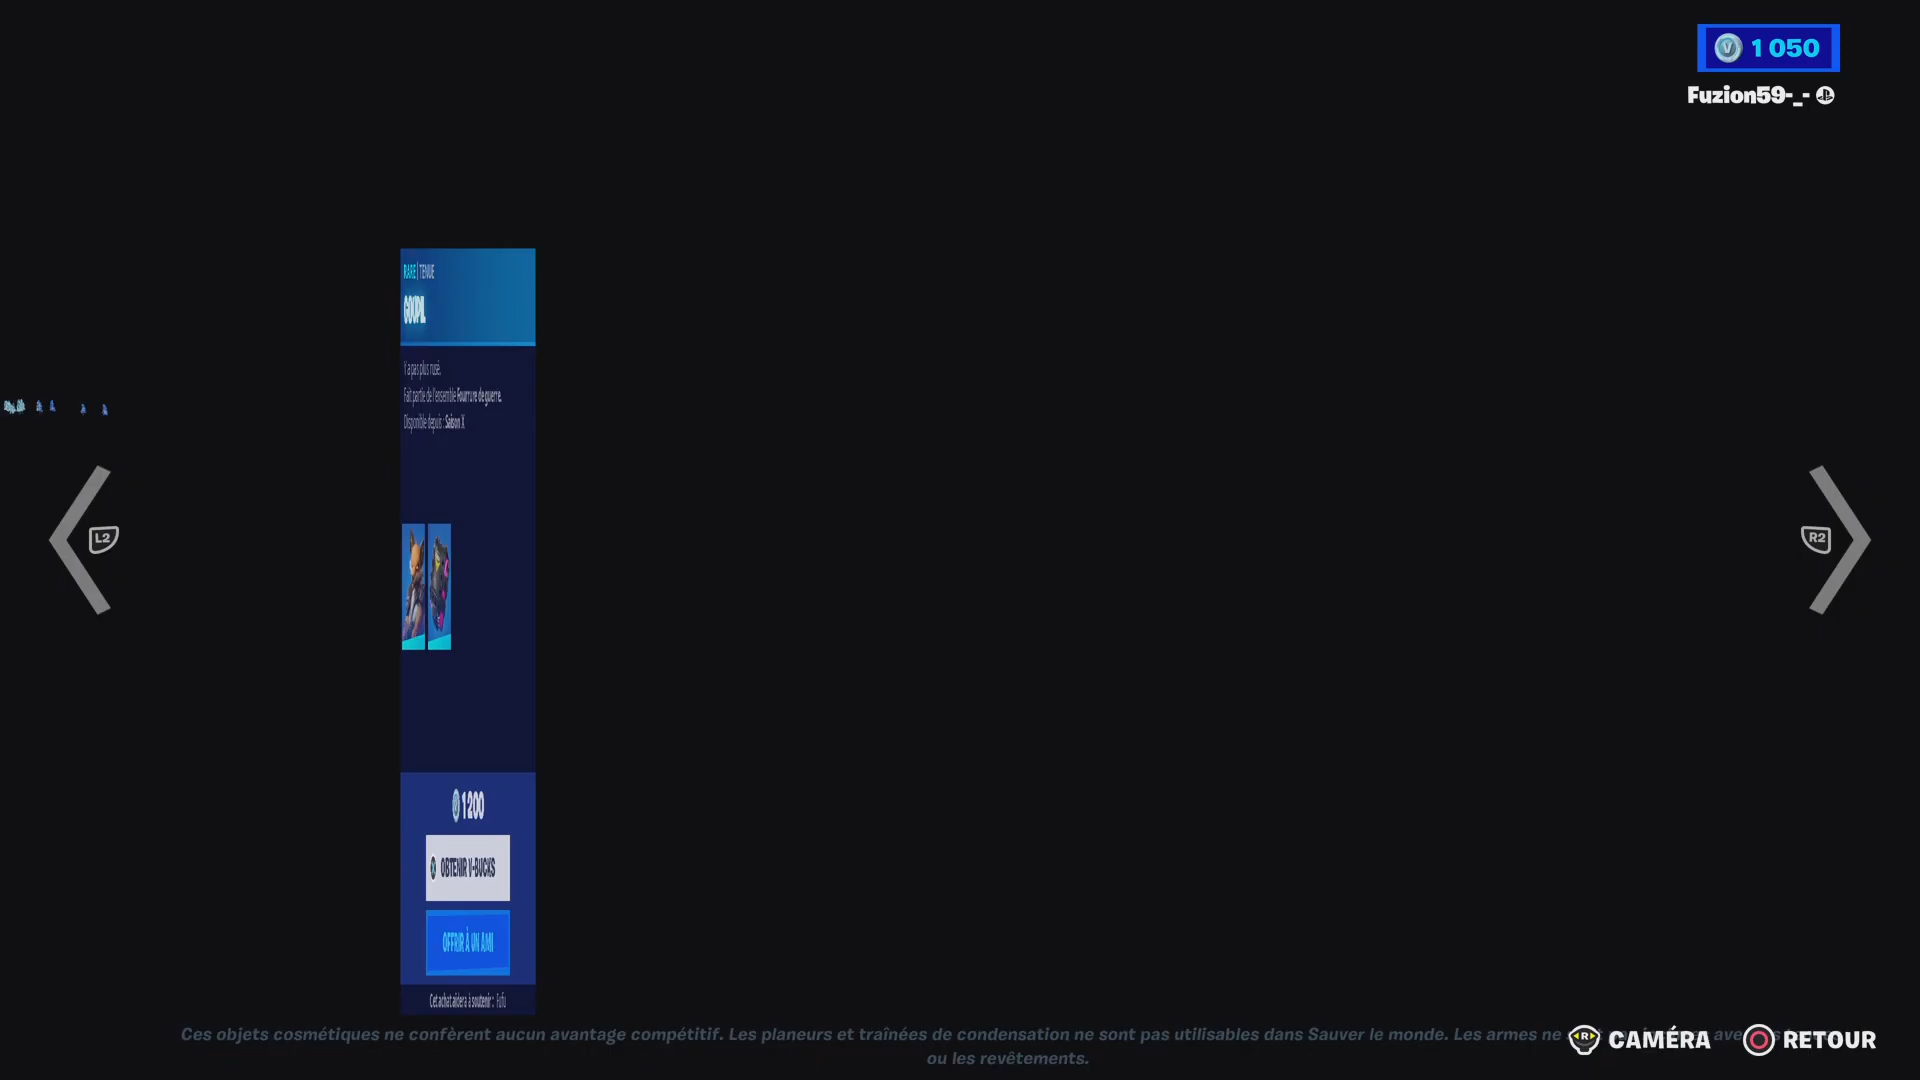 1 050
Fuzion59-_-
RARE | TENUE
GOUPIL
Y a pas plus rusé.
Fait partie de l'ensemble Fourrure de guerre.
Disponible depuis : Saison X
L2
R2
1 200
OBTENIR V-BUCKS
OFFRIR À UN AMI
Cet achat aidera à soutenir : Fufu
Ces objets cosmétiques ne confèrent aucun avantage compétitif. Les planeurs et traînées de condensation ne sont pas utilisables dans Sauver le monde. Les armes ne
ou les revêtements.
R CAMÉRA
RETOUR